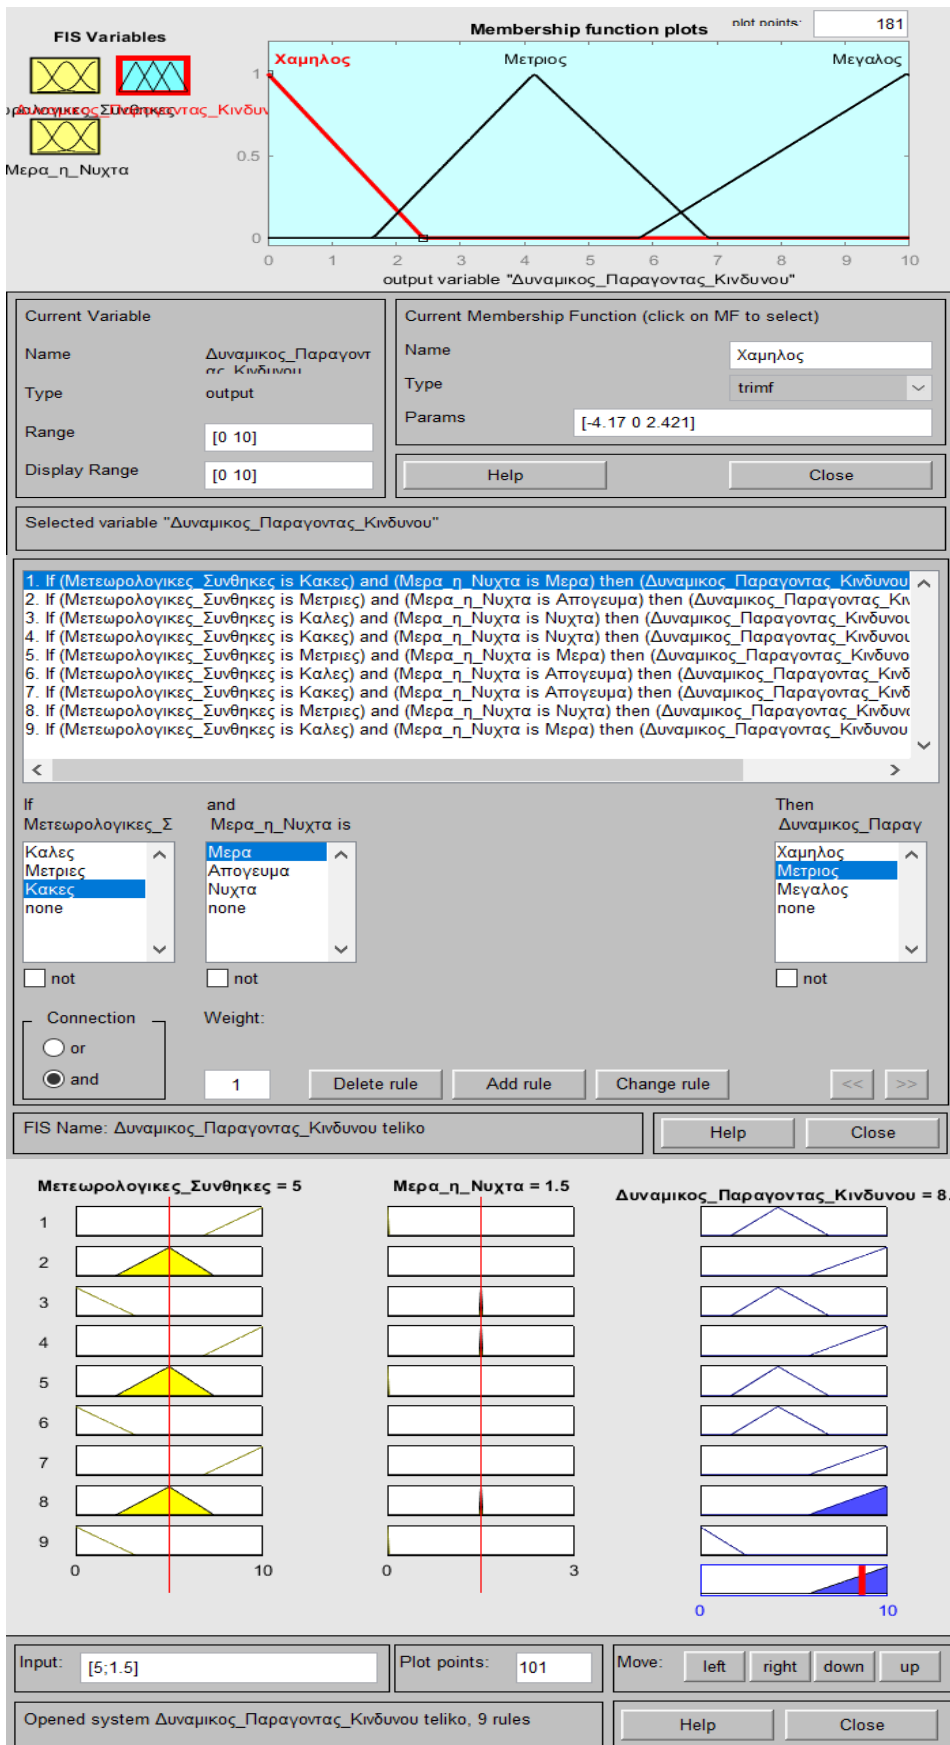 FIS Variables
Membership function plots
plot points:
181
Χαμηλος
Μετριος
Μεγαλος
1
0.5
0
Μερα_η_Νυχτα
0 1 2 3 4 5 6 7 8 9 10
output variable "Δυναμικος_Παραγοντας_Κινδυνου"
Current Variable
Name
Δυναμικος_Παραγοντ
ας_Κινδυνου
Type
output
Range
[0 10]
Display Range
[0 10]
Current Membership Function (click on MF to select)
Name
Χαμηλος
Type
trimf
Params
[-4.17 0 2.421]
Help
Close
Selected variable "Δυναμικος_Παραγοντας_Κινδυνου"
1. If (Μετεωρολογικες_Συνθηκες is Κακες) and (Μερα_η_Νυχτα is Μερα) then (Δυναμικος_Παραγοντας_Κινδυνου
2. If (Μετεωρολογικες_Συνθηκες is Μετριες) and (Μερα_η_Νυχτα is Απογευμα) then (Δυναμικος_Παραγοντας_Κιν
3. If (Μετεωρολογικες_Συνθηκες is Καλες) and (Μερα_η_Νυχτα is Νυχτα) then (Δυναμικος_Παραγοντας_Κινδυνου
4. If (Μετεωρολογικες_Συνθηκες is Κακες) and (Μερα_η_Νυχτα is Νυχτα) then (Δυναμικος_Παραγοντας_Κινδυνου
5. If (Μετεωρολογικες_Συνθηκες is Μετριες) and (Μερα_η_Νυχτα is Μερα) then (Δυναμικος_Παραγοντας_Κινδυνο
6. If (Μετεωρολογικες_Συνθηκες is Καλες) and (Μερα_η_Νυχτα is Απογευμα) then (Δυναμικος_Παραγοντας_Κινδ
7. If (Μετεωρολογικες_Συνθηκες is Κακες) and (Μερα_η_Νυχτα is Απογευμα) then (Δυναμικος_Παραγοντας_Κινδ
8. If (Μετεωρολογικες_Συνθηκες is Μετριες) and (Μερα_η_Νυχτα is Νυχτα) then (Δυναμικος_Παραγοντας_Κινδυνο
9. If (Μετεωρολογικες_Συνθηκες is Καλες) and (Μερα_η_Νυχτα is Μερα) then (Δυναμικος_Παραγοντας_Κινδυνου
If
and
Then
Μετεωρολογικες_Σ
Μερα_η_Νυχτα is
Δυναμικος_Παραγ
Καλες
Μετριες
Κακες
none
Μερα
Απογευμα
Νυχτα
none
Χαμηλος
Μετριος
Μεγαλος
none
not
not
not
Connection
or
and
Weight:
1
Delete rule
Add rule
Change rule
<<
>>
FIS Name: Δυναμικος_Παραγοντας_Κινδυνου teliko
Help
Close
Μετεωρολογικες_Συνθηκες = 5
Μερα_η_Νυχτα = 1.5
Δυναμικος_Παραγοντας_Κινδυνου = 8.
1
2
3
4
5
6
7
8
9
0 10
0 3
0 10
Input:
[5;1.5]
Plot points:
101
Move:
left
right
down
up
Opened system Δυναμικος_Παραγοντας_Κινδυνου teliko, 9 rules
Help
Close